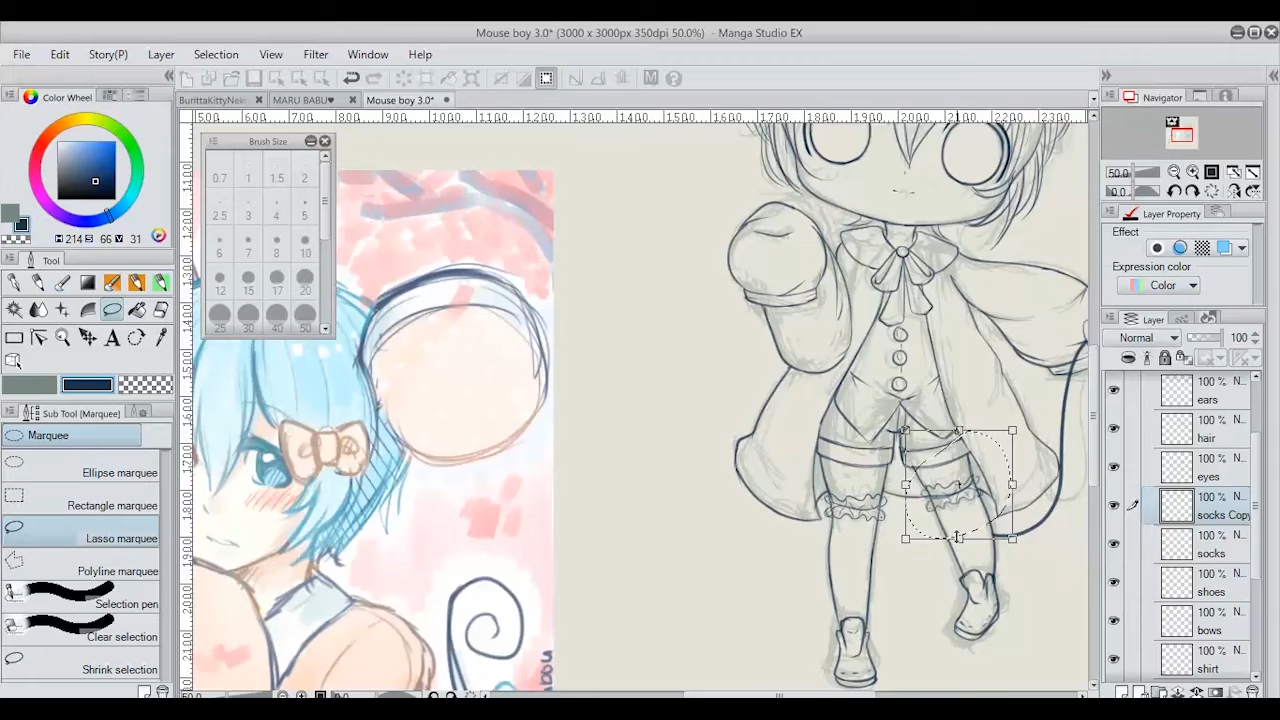 Mouse boy 3.0* (3000 x 3000px 350dpi 50.0%) - Manga Studio EX
File Edit Story(P) Layer Selection View Filter Window Help
Color Wheel
BurittaKittyNek MARU BABU♥ Mouse boy 3.0*
Navigator
Brush Size
0.7 1 1.5 2
2.5 3 4 5
6 7 8 10
12 15 17 20
25 30 40 50
H 214 S 66 V 31
Tool
Sub Tool (Marquee)
Marquee
Ellipse marquee
Rectangle marquee
Lasso marquee
Polyline marquee
Selection pen
Clear selection
Shrink selection
50.0
0.0
Layer Property
Effect
Expression color
Color
Layer
Normal 100
100 % N...
ears
100 % N...
hair
100 % N...
eyes
100 % N...
socks Copy
100 % N...
socks
100 % N...
shoes
100 % N...
bows
100 % N...
shirt